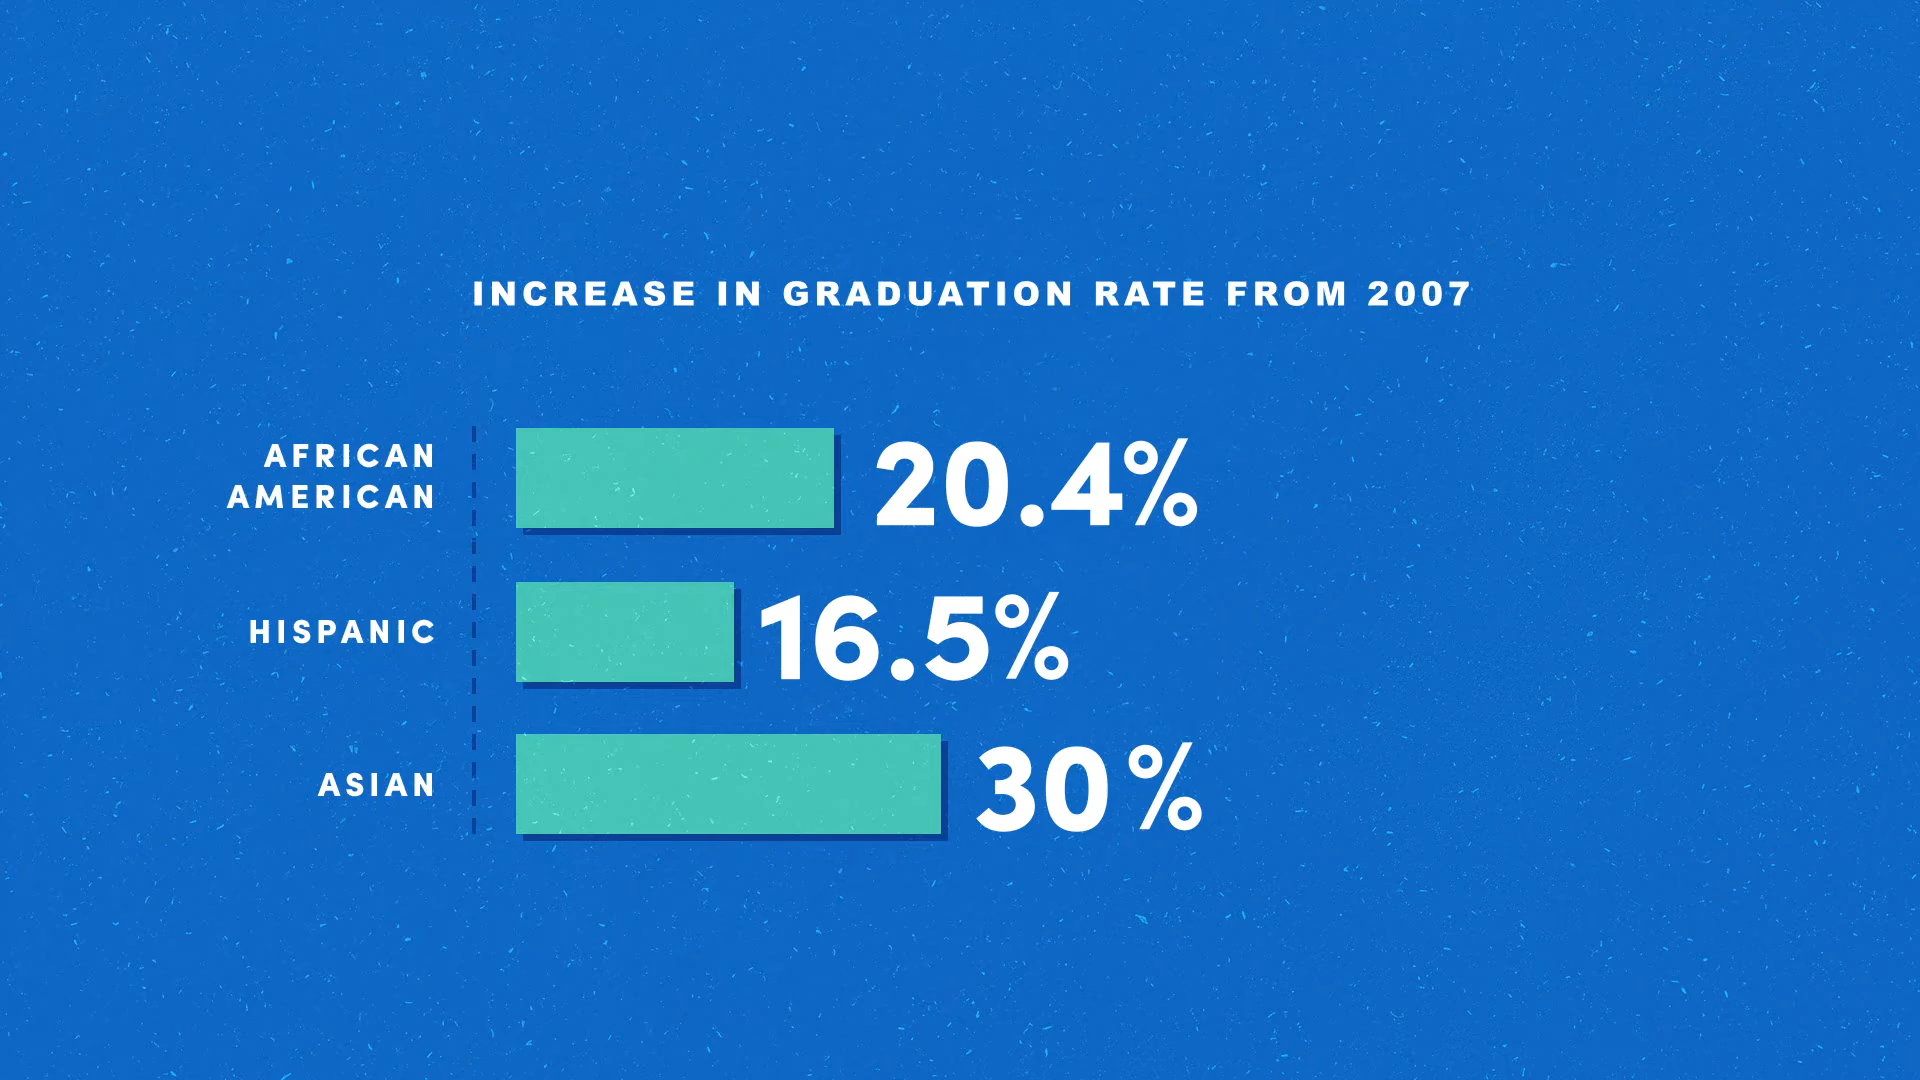 INCREASE IN GRADUATION RATE FROM 2007
AFRICAN
AMERICAN
20.4%
HISPANIC
16.5%
ASIAN
30%